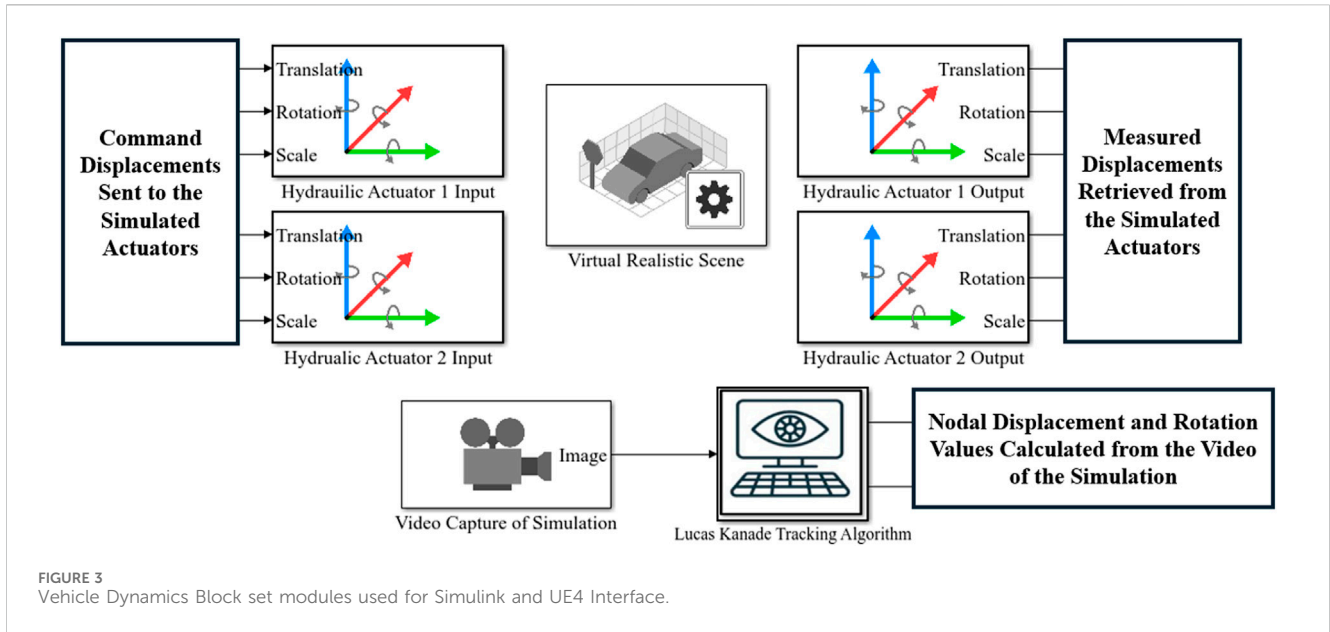 Command
Displacements
Sent to the
Simulated
Actuators
Translation
Rotation
Scale
Hydrauilic Actuator 1 Input
Translation
Rotation
Scale
Hydrualic Actuator 2 Input
Virtual Realistic Scene
Translation
Rotation
Scale
Hydraulic Actuator 1 Output
Translation
Rotation
Scale
Hydraulic Actuator 2 Output
Measured
Displacements
Retrieved from
the Simulated
Actuators
Image
Video Capture of Simulation
Lucas Kanade Tracking Algorithm
Nodal Displacement and Rotation
Values Calculated from the Video
of the Simulation
FIGURE 3
Vehicle Dynamics Block set modules used for Simulink and UE4 Interface.